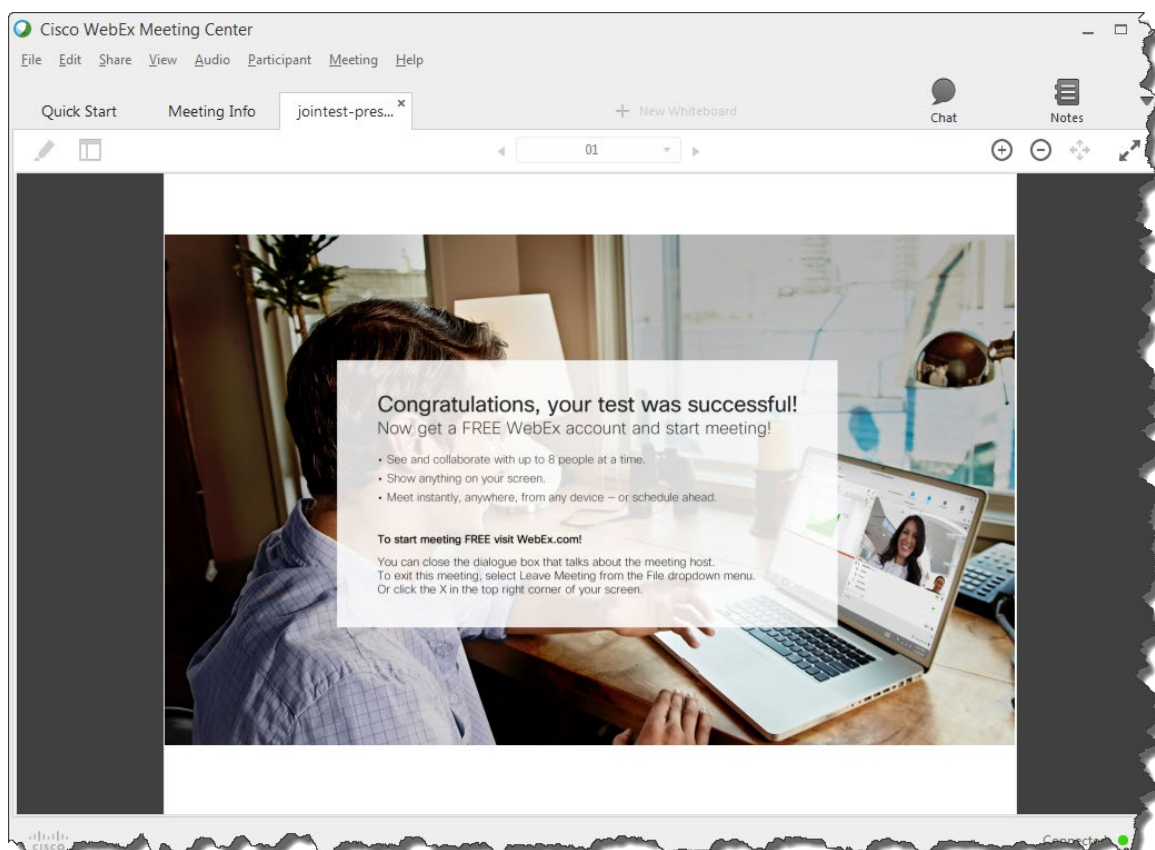 Cisco WebEx Meeting Center
File Edit Share View Audio Participant Meeting Help
Quick Start Meeting Info jointest-pres... × + New Whiteboard Chat Notes
01
Congratulations, your test was successful!
Now get a FREE WebEx account and start meeting!
• See and collaborate with up to 8 people at a time.
• Show anything on your screen.
• Meet instantly, anywhere, from any device – or schedule ahead.
To start meeting FREE visit WebEx.com!
You can close the dialogue box that talks about the meeting host.
To exit this meeting, select Leave Meeting from the File dropdown menu.
Or click the X in the top right corner of your screen.
CISCO Connected